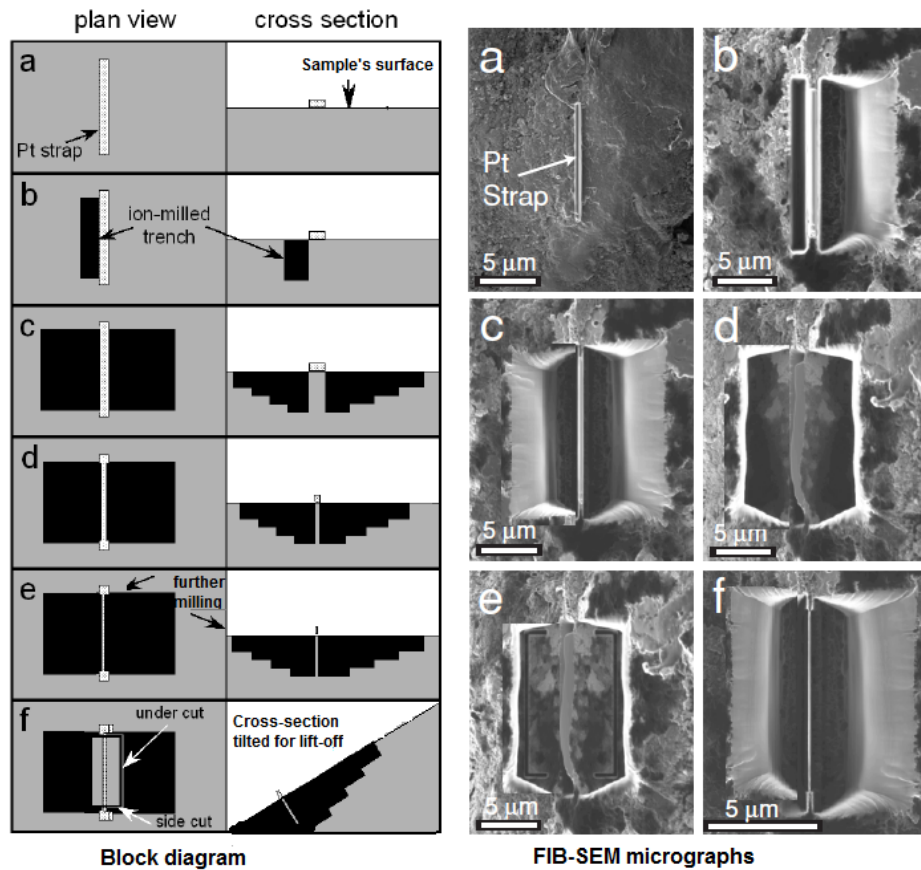 plan view
cross section
a
Sample's surface
Pt strap
b
ion-milled
trench
c
d
e
further
milling
f
under cut
side cut
Cross-section
tilted for lift-off
Block diagram
a
Pt
Strap
5 μm
b
5 μm
c
5 μm
d
5 μm
e
5 μm
f
5 μm
FIB-SEM micrographs